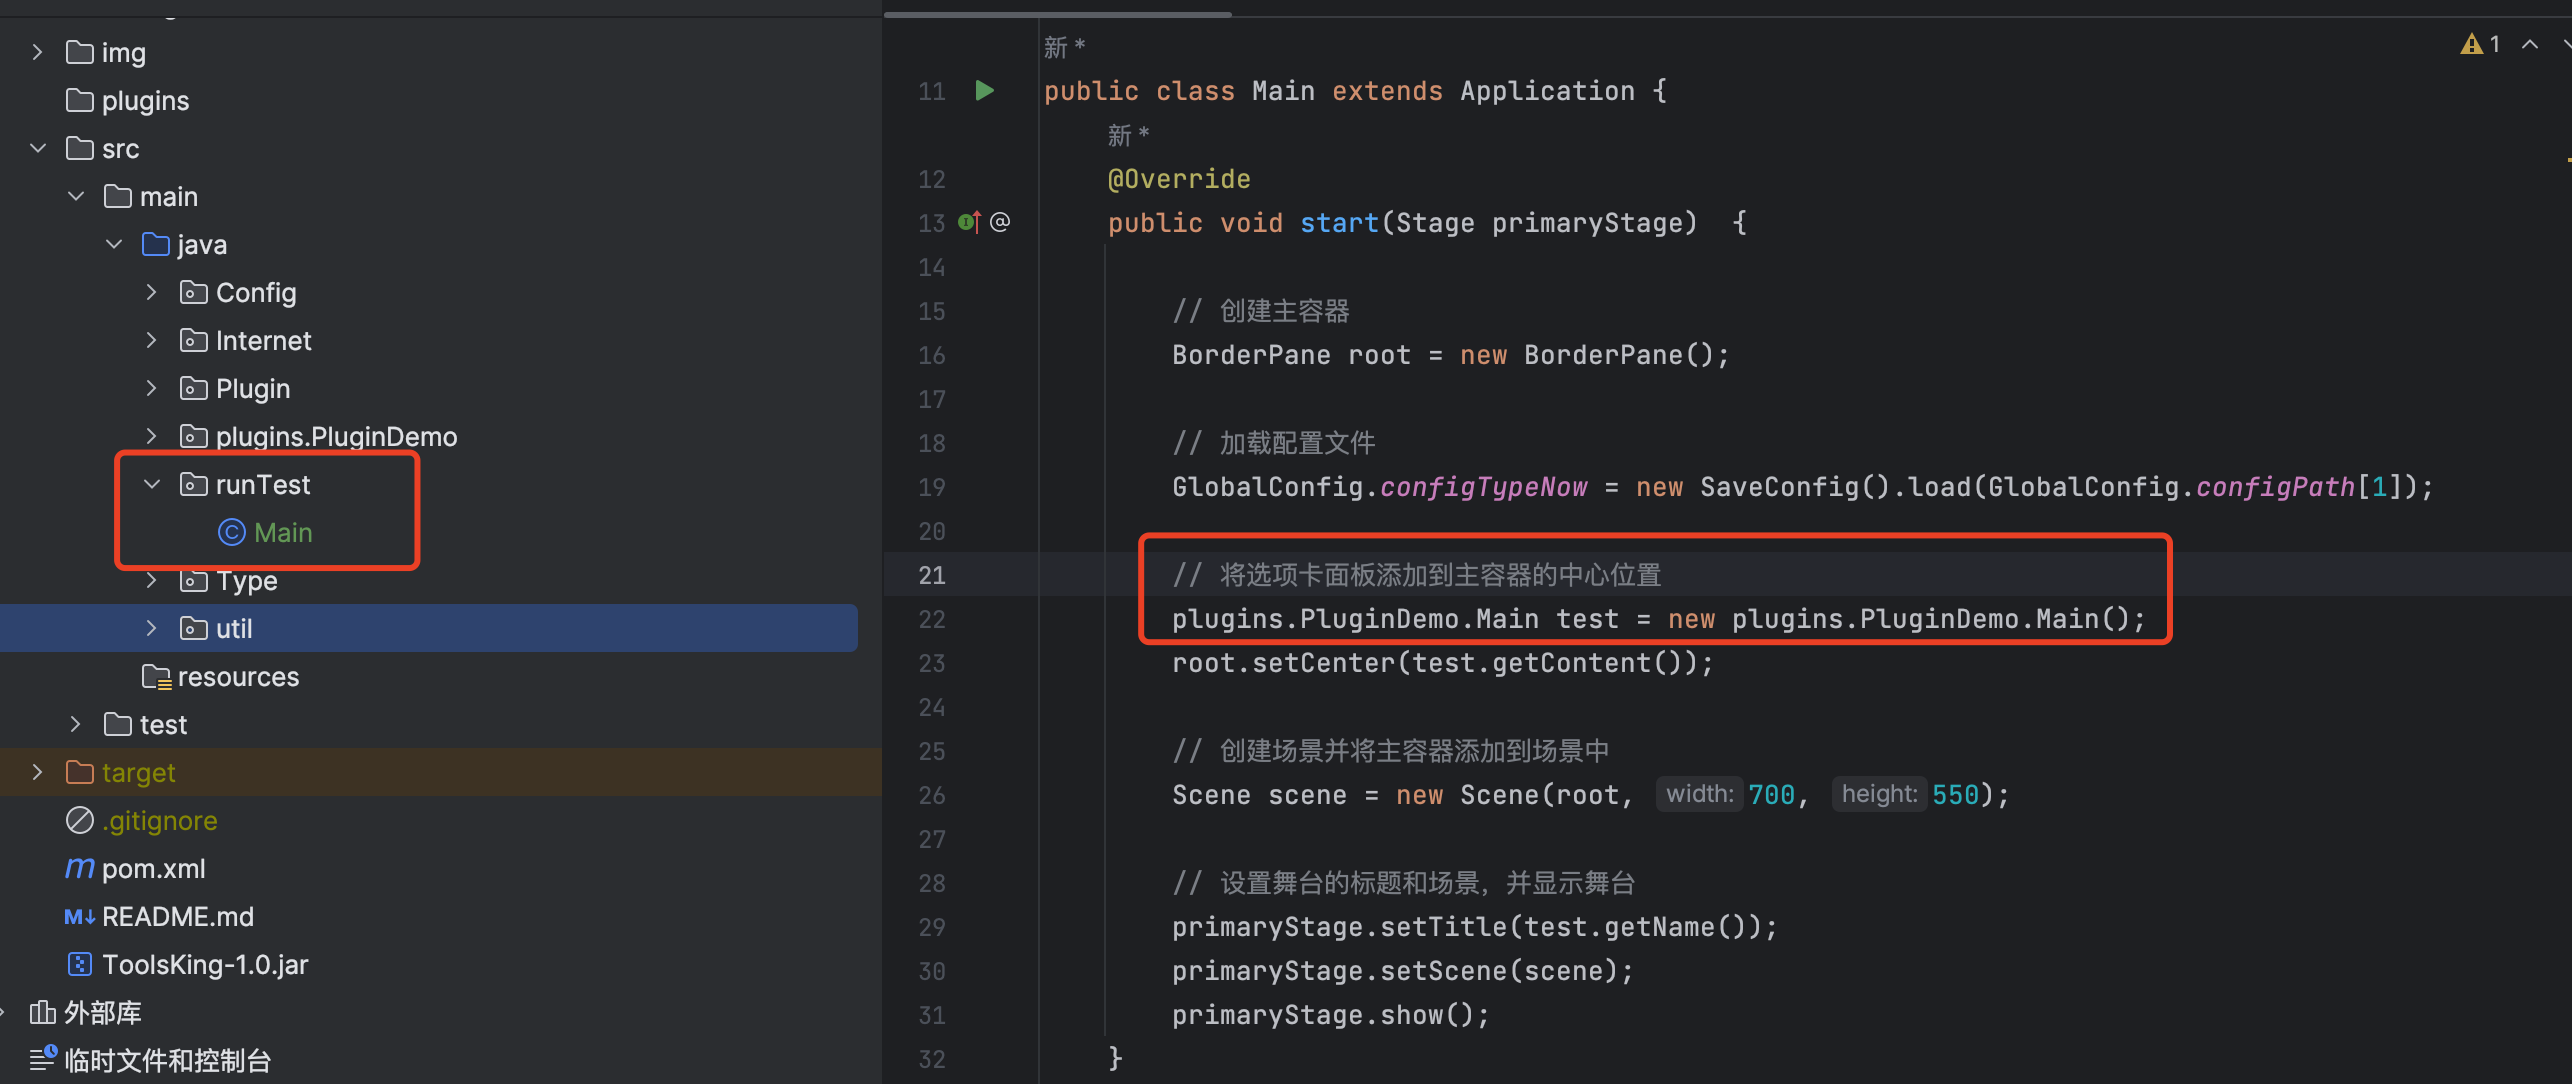 img
plugins
src
main
java
Config
Internet
Plugin
plugins.PluginDemo
runTest
Main
Type
util
resources
test
target
.gitignore
pom.xml
README.md
ToolsKing-1.0.jar
外部库
临时文件和控制台
新 *
1
11 public class Main extends Application {
新 *
12 @Override
13 public void start(Stage primaryStage)  {
14
15 // 创建主容器
16 BorderPane root = new BorderPane();
17
18 // 加载配置文件
19 GlobalConfig.configTypeNow = new SaveConfig().load(GlobalConfig.configPath[1]);
20
21 // 将选项卡面板添加到主容器的中心位置
22 plugins.PluginDemo.Main test = new plugins.PluginDemo.Main();
23 root.setCenter(test.getContent());
24
25 // 创建场景并将主容器添加到场景中
26 Scene scene = new Scene(root, width: 700, height: 550);
27
28 // 设置舞台的标题和场景，并显示舞台
29 primaryStage.setTitle(test.getName());
30 primaryStage.setScene(scene);
31 primaryStage.show();
32 }